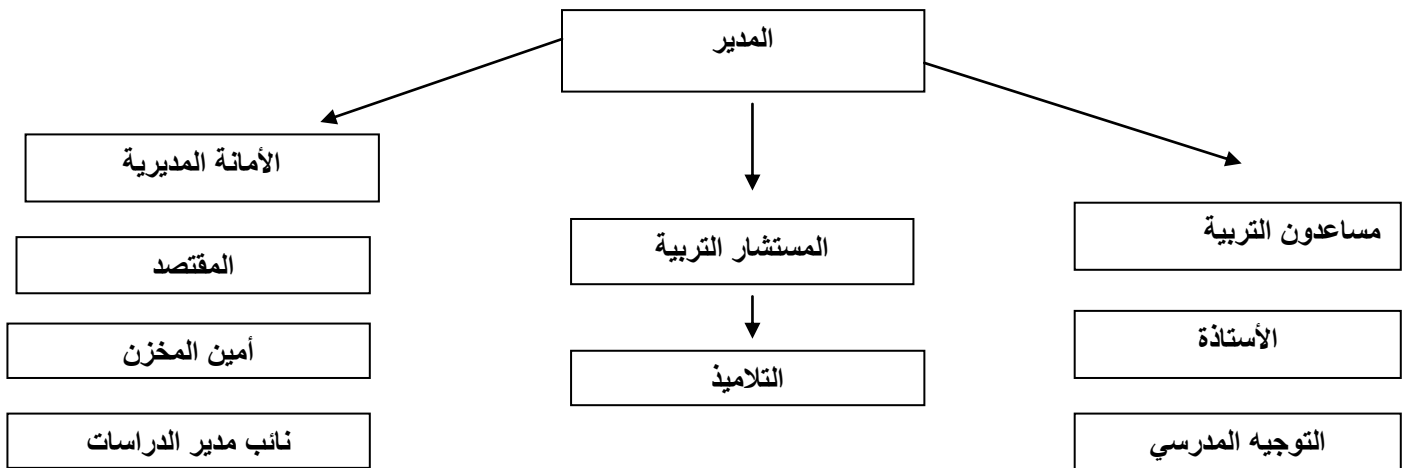 المدير
الأمانة المديرية
المستشار التربية
مساعدون التربية
المقتصد
أمين المخزن
الأستاذة
التلاميذ
نائب مدير الدراسات
التوجيه المدرسي